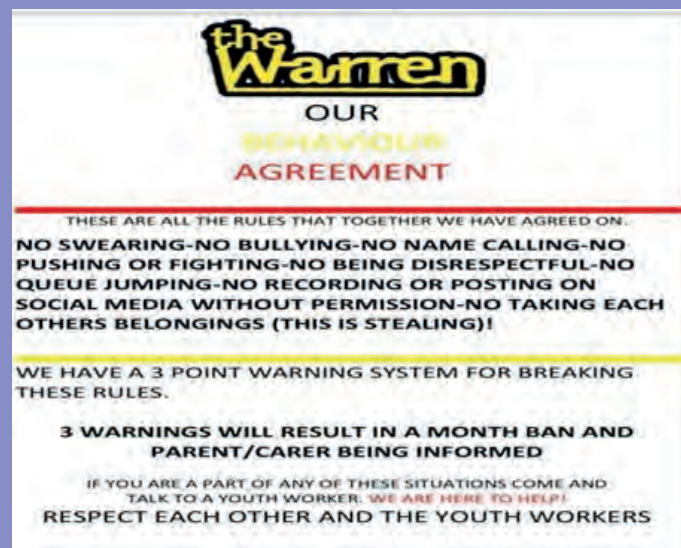 the
Warren
OUR
BEHAVIOUR
AGREEMENT
THESE ARE ALL THE RULES THAT TOGETHER WE HAVE AGREED ON.
NO SWEARING-NO BULLYING-NO NAME CALLING-NO
PUSHING OR FIGHTING-NO BEING DISRESPECTFUL-NO
QUEUE JUMPING-NO RECORDING OR POSTING ON
SOCIAL MEDIA WITHOUT PERMISSION-NO TAKING EACH
OTHERS BELONGINGS (THIS IS STEALING)!
WE HAVE A 3 POINT WARNING SYSTEM FOR BREAKING
THESE RULES.
3 WARNINGS WILL RESULT IN A MONTH BAN AND
PARENT/CARER BEING INFORMED
IF YOU ARE A PART OF ANY OF THESE SITUATIONS COME AND
TALK TO A YOUTH WORKER. WE ARE HERE TO HELP!
RESPECT EACH OTHER AND THE YOUTH WORKERS